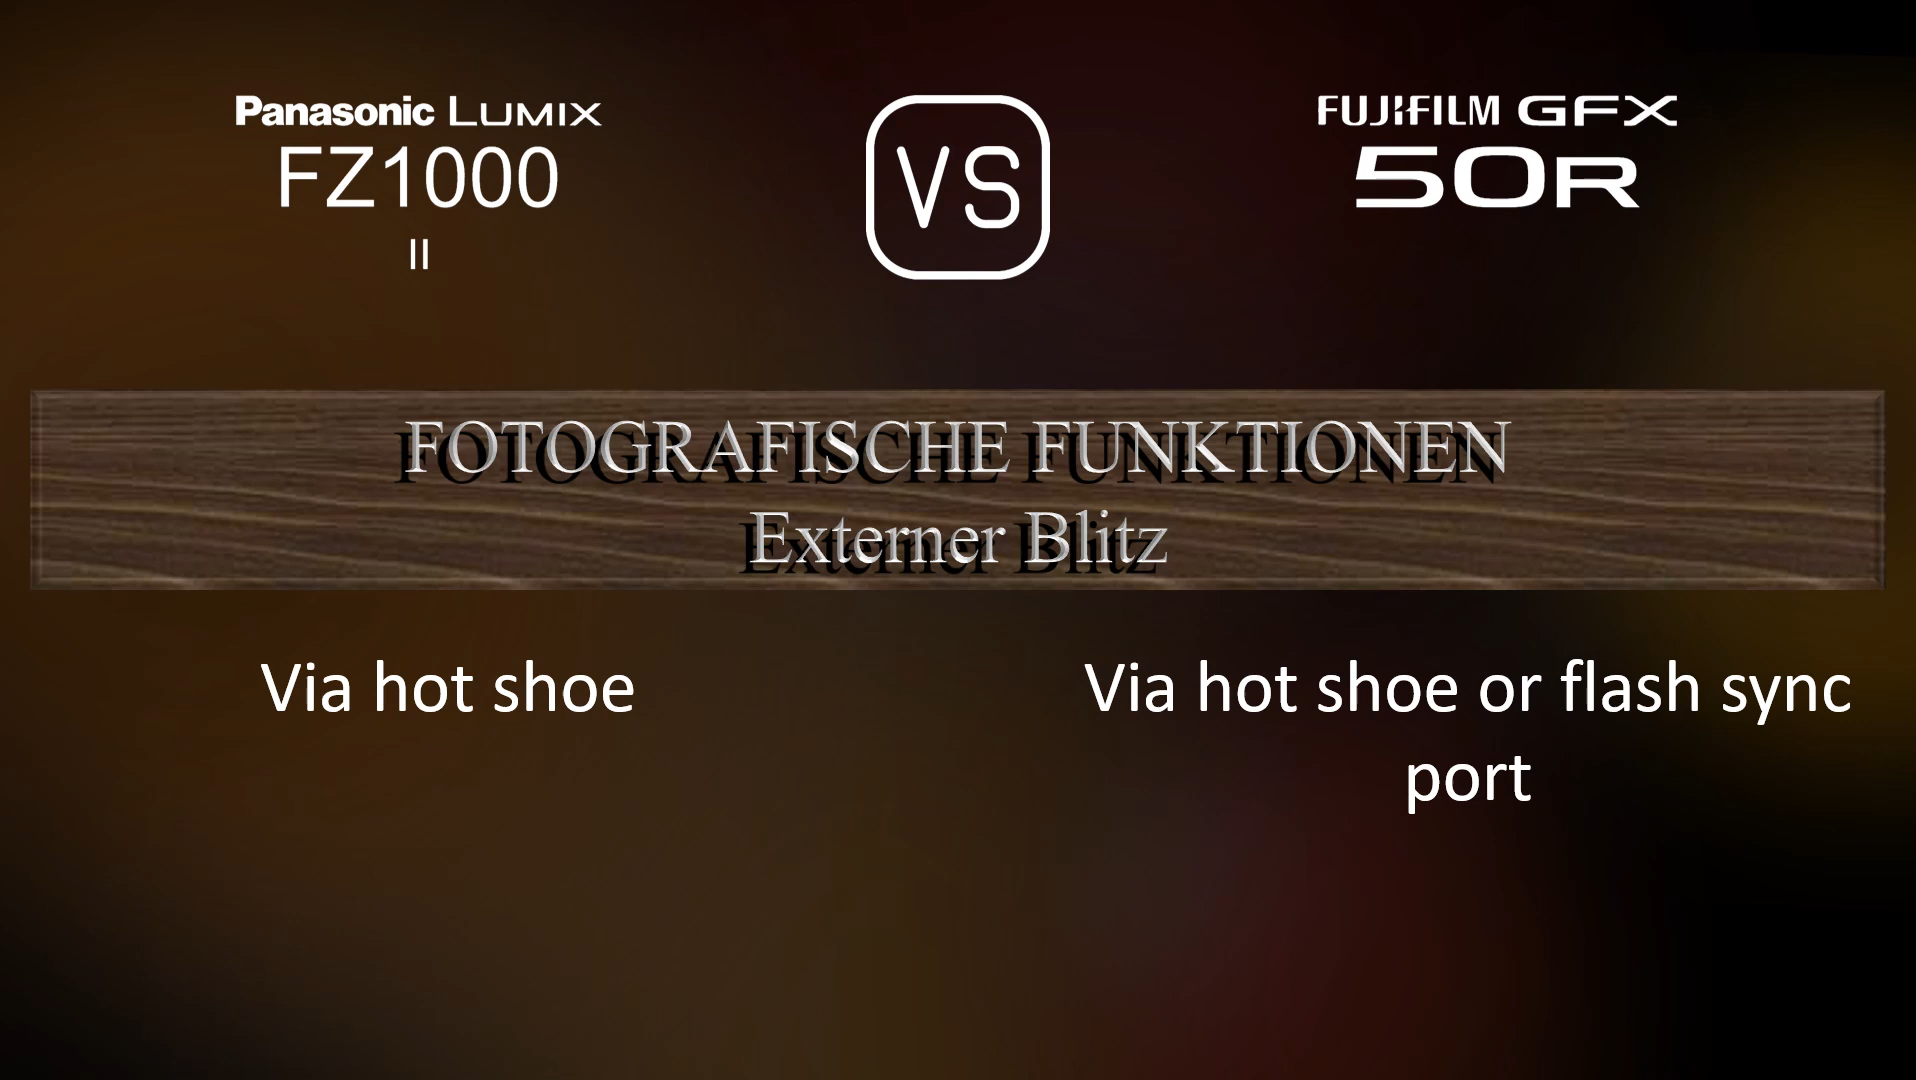 Panasonic LUMIX
FZ1000
II
VS
FUJIFILM GFX
50R
FOTOGRAFISCHE FUNKTIONEN
Externer Blitz
Via hot shoe
Via hot shoe or flash sync
port